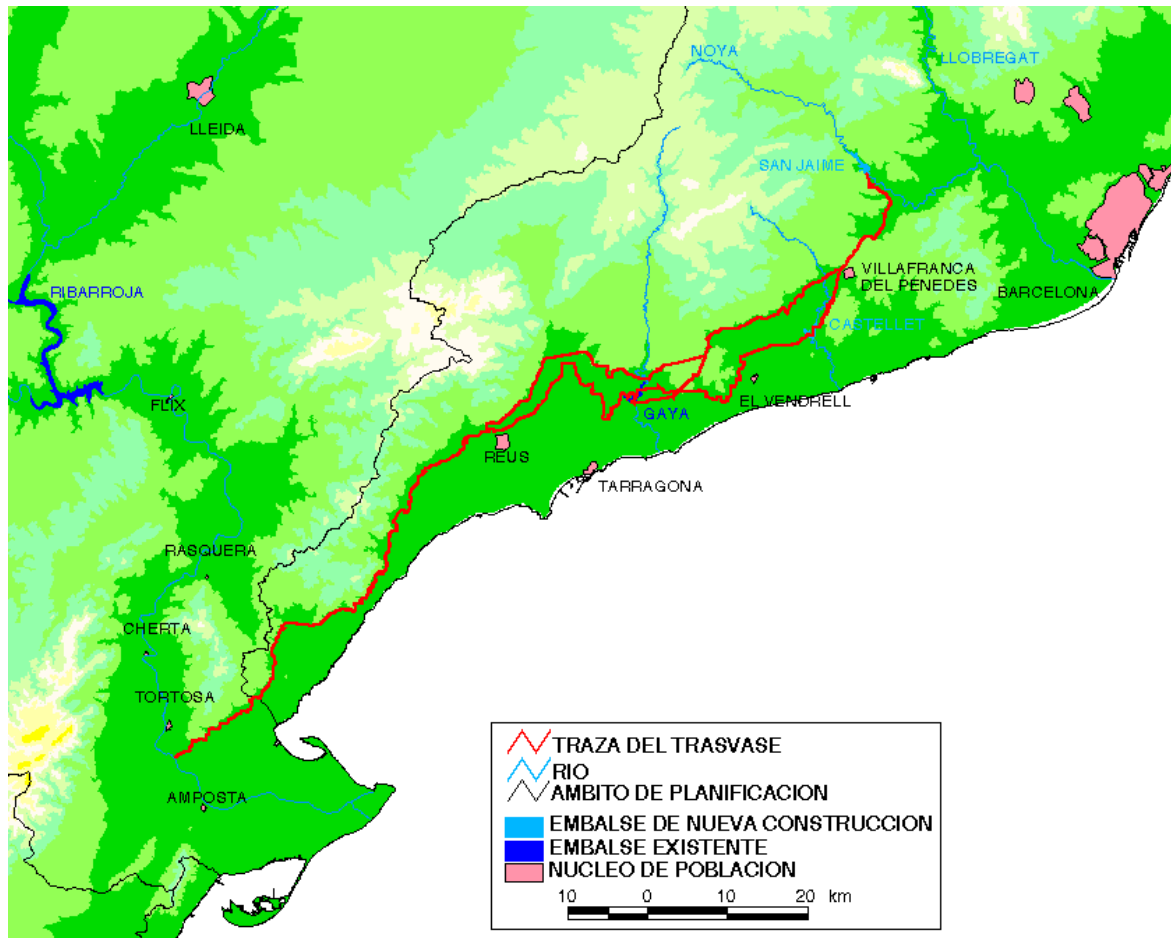 NOYA
LLOBREGAT
LLEIDA
SAN JAIME
VILLAFRANCA
DEL PENEDES
RIBARROJA
BARCELONA
CASTELLET
FLIX
GAYA
EL VENDRELL
REUS
TARRAGONA
RASQUERA
CHERTA
TORTOSA
AMPOSTA
TRAZA DEL TRASVASE
RIO
AMBITO DE PLANIFICACION
EMBALSE DE NUEVA CONSTRUCCION
EMBALSE EXISTENTE
NUCLEO DE POBLACION
10 0 10 20 km